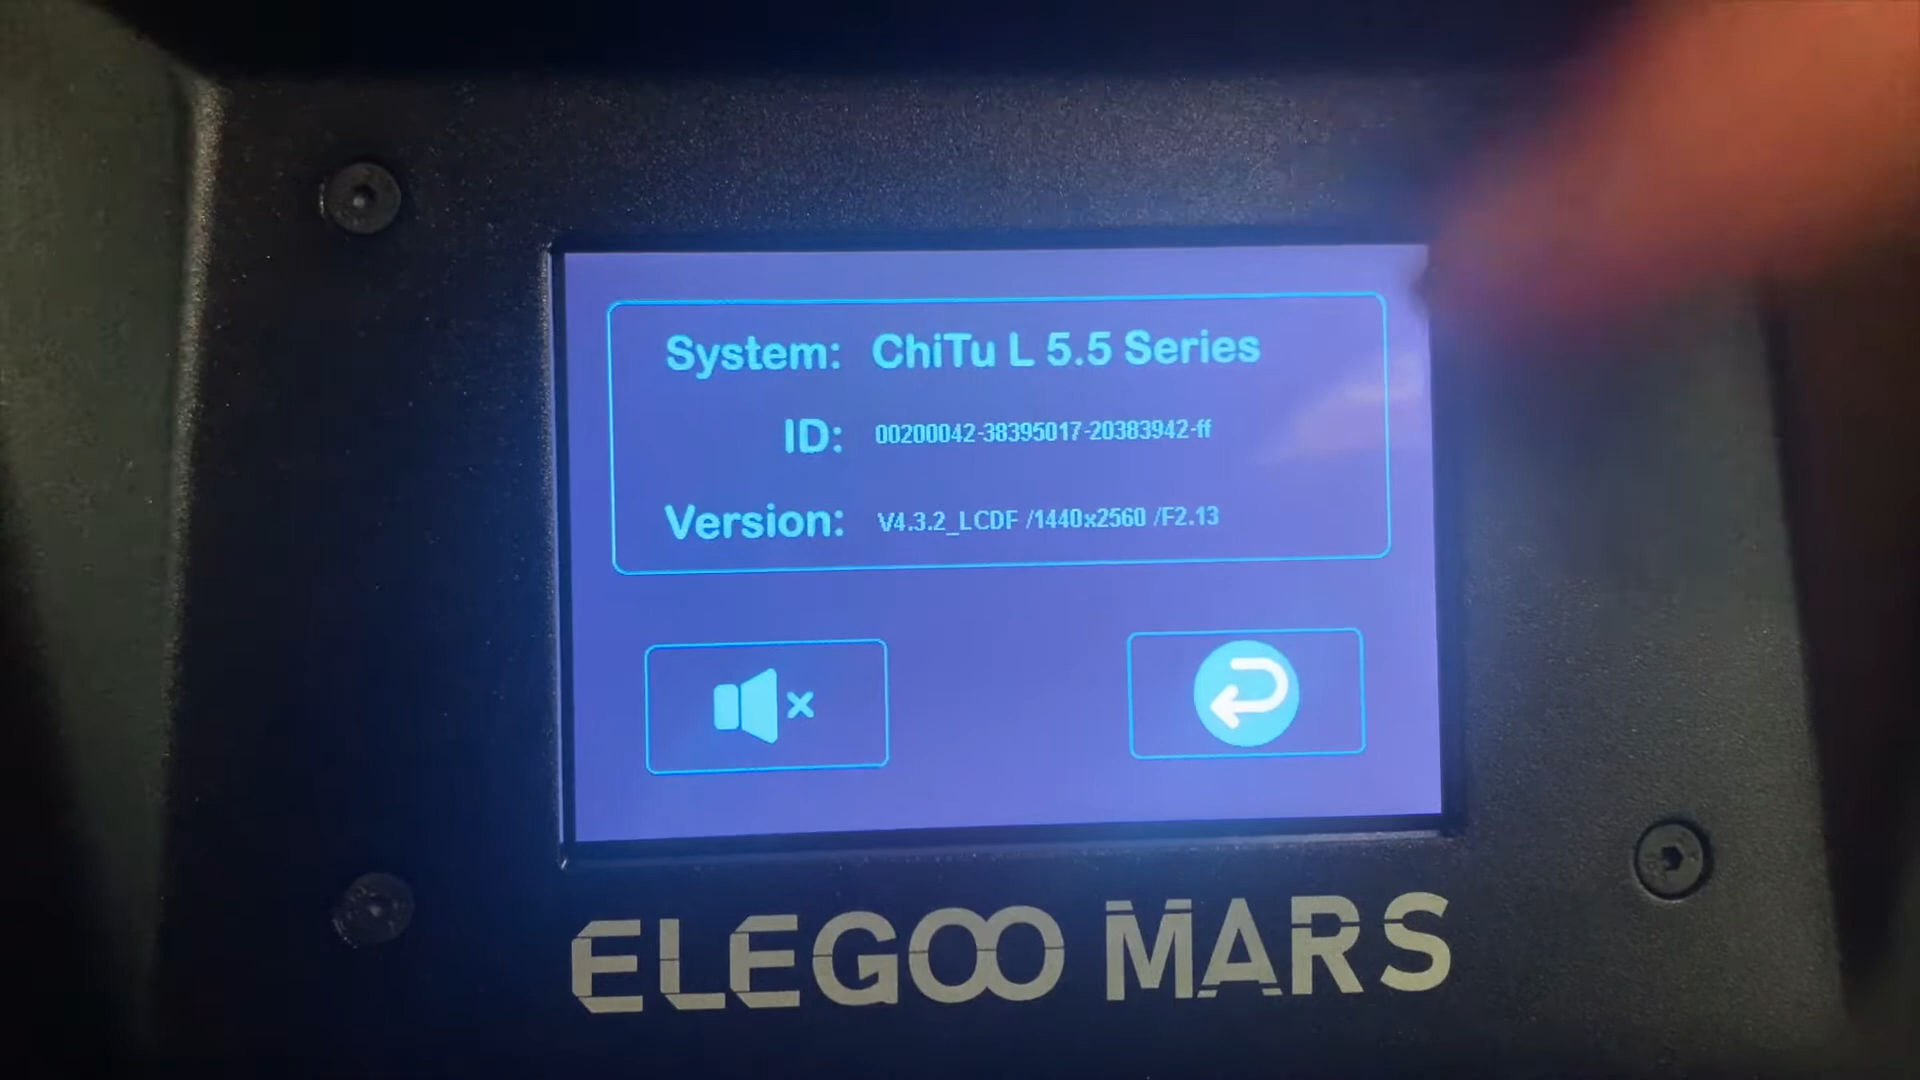 System: ChiTu L 5.5 Series
ID: 00200042-38395017-20383942-ff
Version: V4.3.2_LCDF /1440x2560 /F2.13
ELEGOO MARS